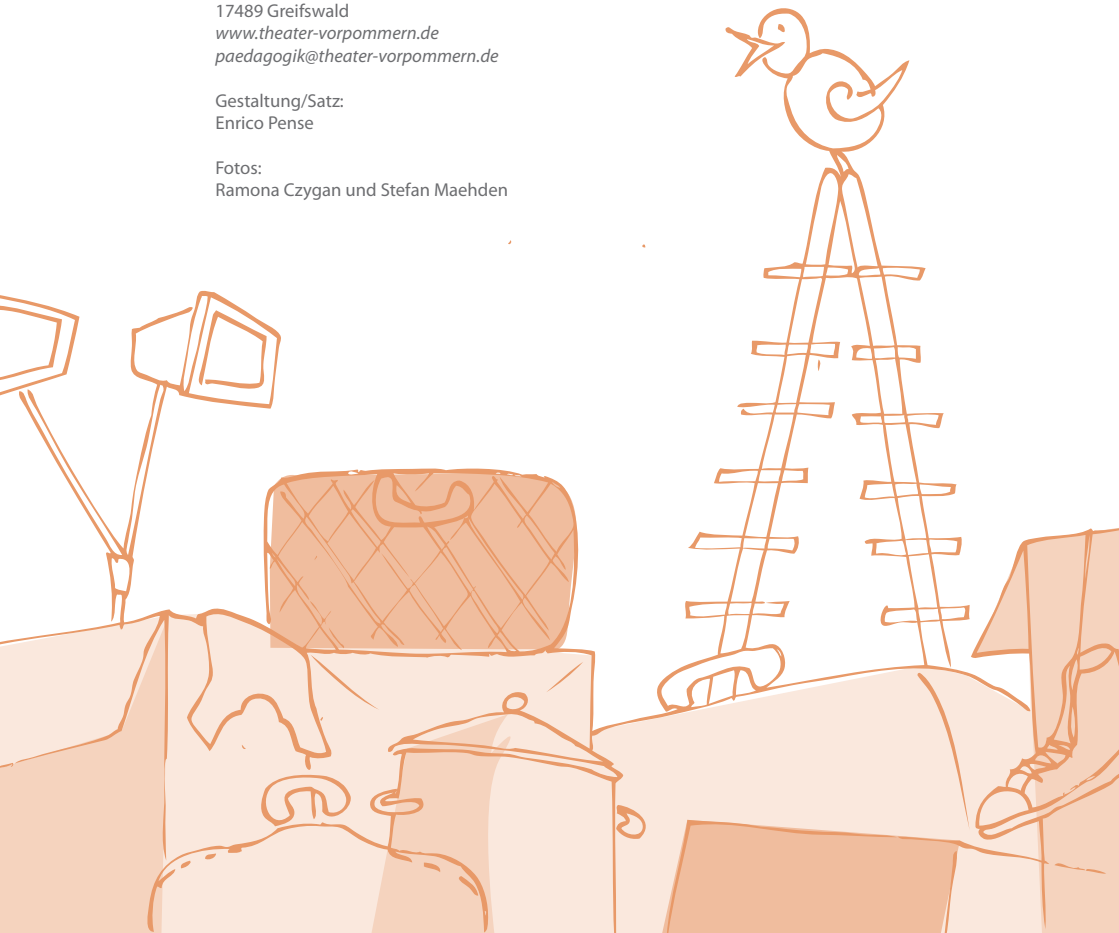 17489 Greifswald
www.theater-vorpommern.de
paedagogik@theater-vorpommern.de
Gestaltung/Satz:
Enrico Pense
Fotos:
Ramona Czygan und Stefan Maehden